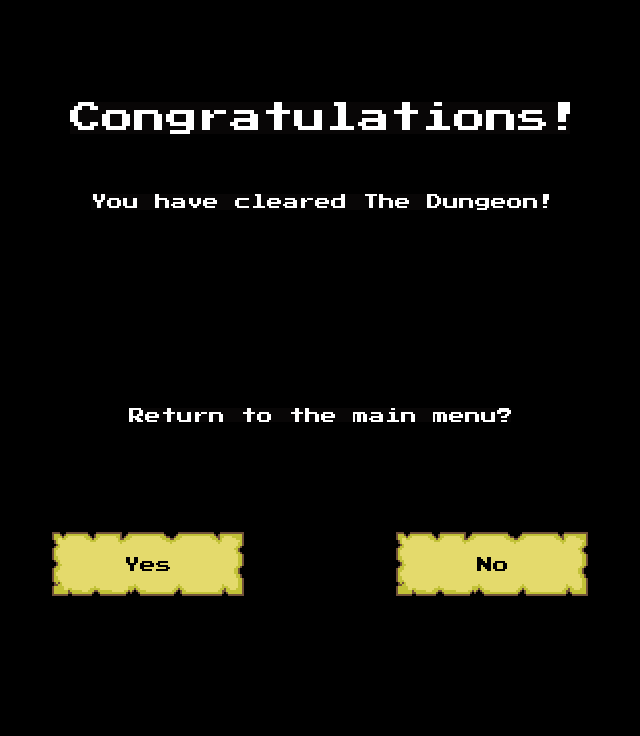 Congratulations!
You have cleared The Dungeon!
Return to the main menu?
Yes
No